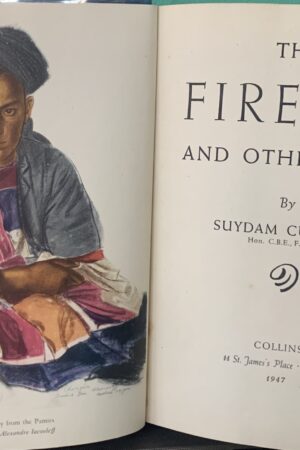 y from the Pamirs
Alexandre Iacovleff
TH
FIRE
AND OTHE
By
SUYDAM CU
Hon. C.B.E., F.
COLLINS
14 St. James's Place ·
1947